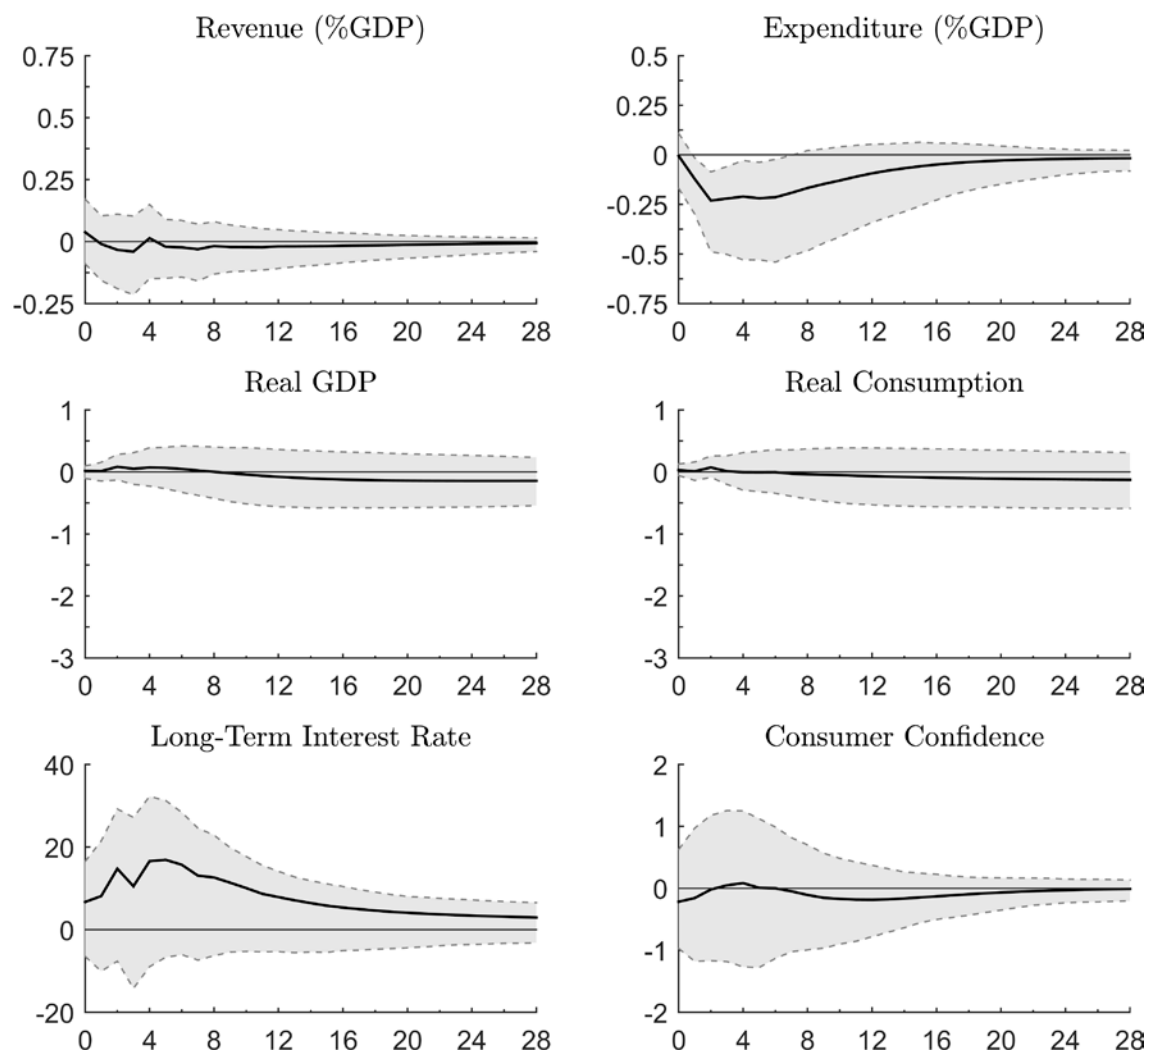 Revenue (%GDP)
0.75
0.5
0.25
0
-0.25
0 4 8 12 16 20 24 28
Expenditure (%GDP)
0.5
0.25
0
-0.25
-0.5
-0.75
0 4 8 12 16 20 24 28
Real GDP
1
0
-1
-2
-3
0 4 8 12 16 20 24 28
Real Consumption
1
0
-1
-2
-3
0 4 8 12 16 20 24 28
Long-Term Interest Rate
40
20
0
-20
0 4 8 12 16 20 24 28
Consumer Confidence
2
1
0
-1
-2
0 4 8 12 16 20 24 28